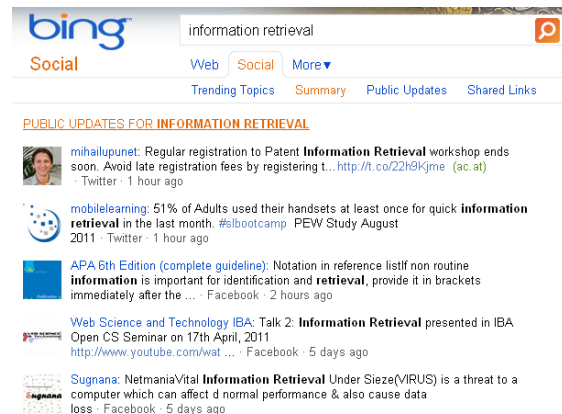 bing
information retrieval
Social
Web Social More▼
Trending Topics Summary Public Updates Shared Links
PUBLIC UPDATES FOR INFORMATION RETRIEVAL
mihailupunet: Regular registration to Patent Information Retrieval workshop ends
soon. Avoid late registration fees by registering t... http://t.co/22h9Kjme (ac.at)
· Twitter · 1 hour ago
mobilelearning: 51% of Adults used their handsets at least once for quick information
retrieval in the last month. #slbootcamp PEW Study August
2011 · Twitter · 1 hour ago
APA 6th Edition (complete guideline): Notation in reference listIf non routine
information is important for identification and retrieval, provide it in brackets
immediately after the ... · Facebook · 2 hours ago
Web Science and Technology IBA: Talk 2: Information Retrieval presented in IBA
Open CS Seminar on 17th April, 2011
http://www.youtube.com/wat ... · Facebook · 5 days ago
Sugnana: NetmaniaVital Information Retrieval Under Sieze(VIRUS) is a threat to a
computer which can affect d normal performance & also cause data
loss · Facebook · 5 days ago
Sugnana